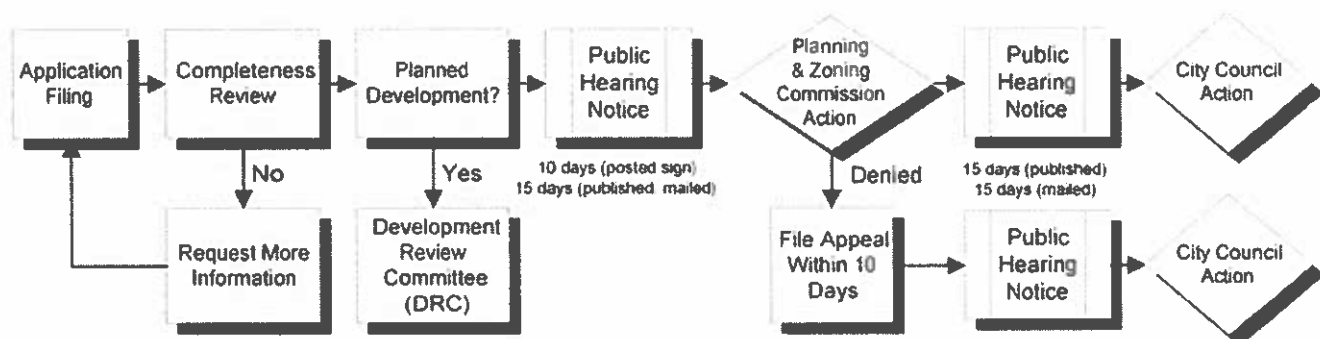 Application
Filing
Completeness
Review
Planned
Development?
Public
Hearing
Notice
Planning
& Zoning
Commission
Action
Public
Hearing
Notice
City Council
Action
No
Yes
10 days (posted sign)
15 days (published mailed)
Denied
15 days (published)
15 days (mailed)
Request More
Information
Development
Review
Committee
(DRC)
File Appeal
Within 10
Days
Public
Hearing
Notice
City Council
Action